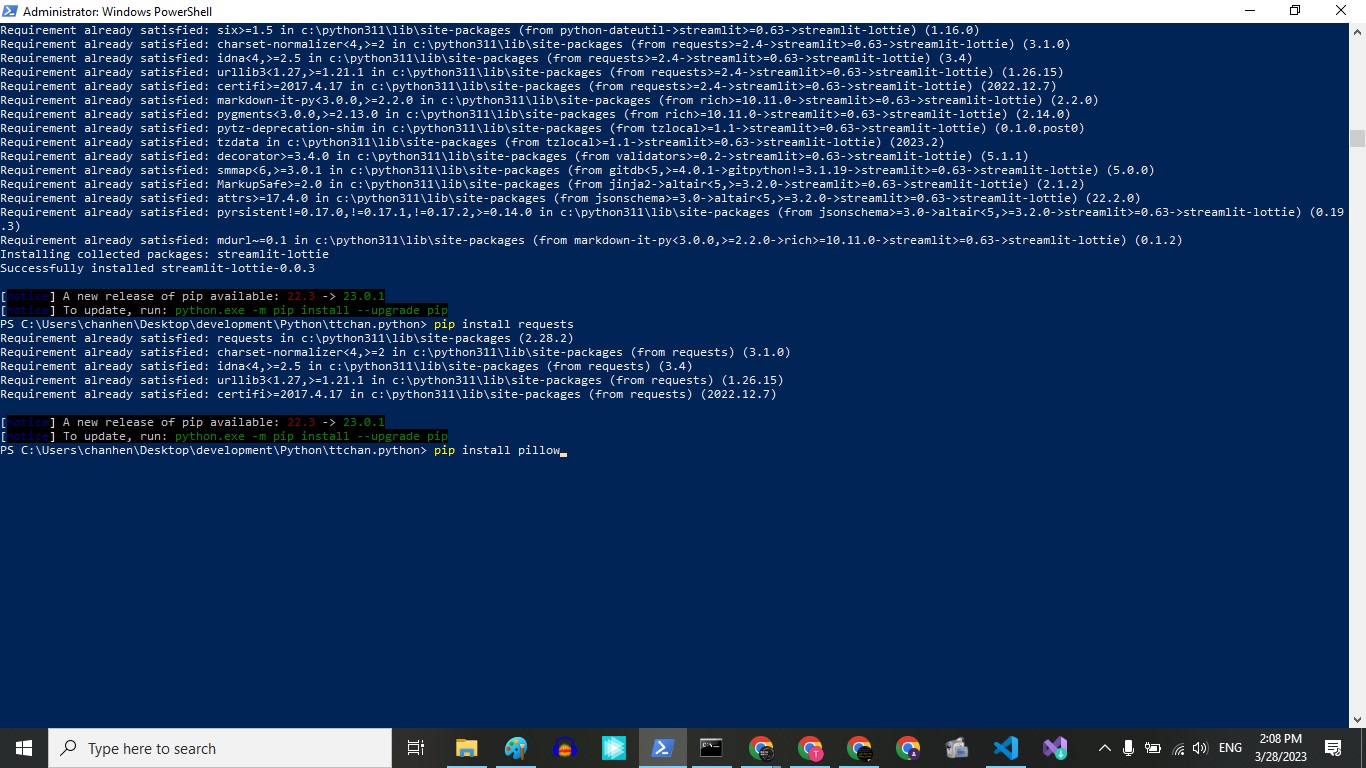 Administrator: Windows PowerShell
Requirement already satisfied: six>=1.5 in c:\python311\lib\site-packages (from python-dateutil->streamlit>=0.63->streamlit-lottie) (1.16.0)
Requirement already satisfied: charset-normalizer<4,>=2 in c:\python311\lib\site-packages (from requests>=2.4->streamlit>=0.63->streamlit-lottie) (3.1.0)
Requirement already satisfied: idna<4,>=2.5 in c:\python311\lib\site-packages (from requests>=2.4->streamlit>=0.63->streamlit-lottie) (3.4)
Requirement already satisfied: urllib3<1.27,>=1.21.1 in c:\python311\lib\site-packages (from requests>=2.4->streamlit>=0.63->streamlit-lottie) (1.26.15)
Requirement already satisfied: certifi>=2017.4.17 in c:\python311\lib\site-packages (from requests>=2.4->streamlit>=0.63->streamlit-lottie) (2022.12.7)
Requirement already satisfied: markdown-it-py<3.0.0,>=2.2.0 in c:\python311\lib\site-packages (from rich>=10.11.0->streamlit>=0.63->streamlit-lottie) (2.2.0)
Requirement already satisfied: pygments<3.0.0,>=2.13.0 in c:\python311\lib\site-packages (from rich>=10.11.0->streamlit>=0.63->streamlit-lottie) (2.14.0)
Requirement already satisfied: pytz-deprecation-shim in c:\python311\lib\site-packages (from tzlocal>=1.1->streamlit>=0.63->streamlit-lottie) (0.1.0.post0)
Requirement already satisfied: tzdata in c:\python311\lib\site-packages (from tzlocal>=1.1->streamlit>=0.63->streamlit-lottie) (2023.2)
Requirement already satisfied: decorator>=3.4.0 in c:\python311\lib\site-packages (from validators>=0.2->streamlit>=0.63->streamlit-lottie) (5.1.1)
Requirement already satisfied: smmap<6,>=3.0.1 in c:\python311\lib\site-packages (from gitdb<5,>=4.0.1->gitpython!=3.1.19->streamlit>=0.63->streamlit-lottie) (5.0.0)
Requirement already satisfied: MarkupSafe>=2.0 in c:\python311\lib\site-packages (from jinja2->altair<5,>=3.2.0->streamlit>=0.63->streamlit-lottie) (2.1.2)
Requirement already satisfied: attrs>=17.4.0 in c:\python311\lib\site-packages (from jsonschema>=3.0->altair<5,>=3.2.0->streamlit>=0.63->streamlit-lottie) (22.2.0)
Requirement already satisfied: pyrsistent!=0.17.0,!=0.17.1,!=0.17.2,>=0.14.0 in c:\python311\lib\site-packages (from jsonschema>=3.0->altair<5,>=3.2.0->streamlit>=0.63->streamlit-lottie) (0.19
.3)
Requirement already satisfied: mdurl~=0.1 in c:\python311\lib\site-packages (from markdown-it-py<3.0.0,>=2.2.0->rich>=10.11.0->streamlit>=0.63->streamlit-lottie) (0.1.2)
Installing collected packages: streamlit-lottie
Successfully installed streamlit-lottie-0.0.3
[notice] A new release of pip available: 22.3 -> 23.0.1
[notice] To update, run: python.exe -m pip install --upgrade pip
PS C:\Users\chanhen\Desktop\development\Python\ttchan.python> pip install requests
Requirement already satisfied: requests in c:\python311\lib\site-packages (2.28.2)
Requirement already satisfied: charset-normalizer<4,>=2 in c:\python311\lib\site-packages (from requests) (3.1.0)
Requirement already satisfied: idna<4,>=2.5 in c:\python311\lib\site-packages (from requests) (3.4)
Requirement already satisfied: urllib3<1.27,>=1.21.1 in c:\python311\lib\site-packages (from requests) (1.26.15)
Requirement already satisfied: certifi>=2017.4.17 in c:\python311\lib\site-packages (from requests) (2022.12.7)
[notice] A new release of pip available: 22.3 -> 23.0.1
[notice] To update, run: python.exe -m pip install --upgrade pip
PS C:\Users\chanhen\Desktop\development\Python\ttchan.python> pip install pillow
Type here to search
T
ENG
2:08 PM
3/28/2023